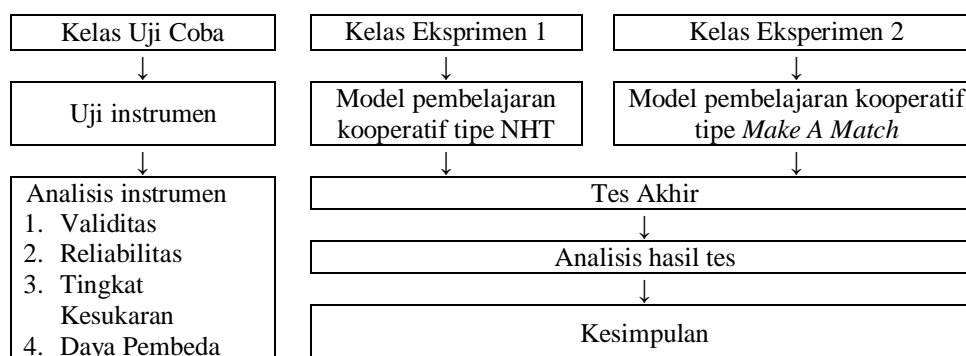 Kelas Uji Coba
↓
Uji instrumen
↓
Analisis instrumen
1. Validitas
2. Reliabilitas
3. Tingkat
Kesukaran
4. Daya Pembeda
Kelas Eksprimen 1
↓
Model pembelajaran
kooperatif tipe NHT
↓
Kelas Eksperimen 2
↓
Model pembelajaran kooperatif
tipe Make A Match
↓
Tes Akhir
↓
Analisis hasil tes
↓
Kesimpulan